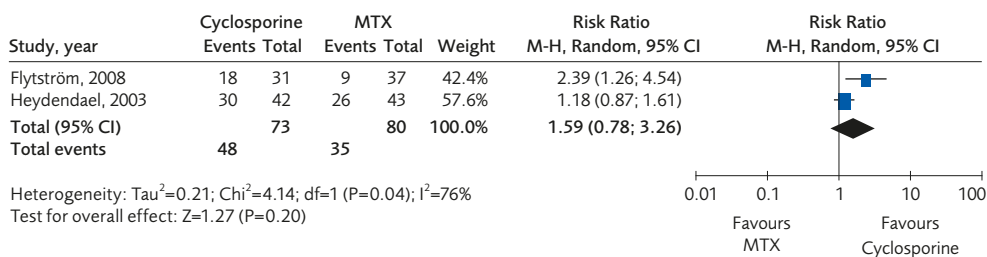 Cyclosporine MTX Risk Ratio Risk Ratio
Study, year Events Total Events Total Weight M-H, Random, 95% CI M-H, Random, 95% CI
Flytström, 2008 18 31 9 37 42.4% 2.39 (1.26; 4.54)
Heydendael, 2003 30 42 26 43 57.6% 1.18 (0.87; 1.61)
Total (95% CI) 73 80 100.0% 1.59 (0.78; 3.26)
Total events 48 35
Heterogeneity: Tau²=0.21; Chi²=4.14; df=1 (P=0.04); I²=76%
Test for overall effect: Z=1.27 (P=0.20)
0.01 0.1 1 10 100
Favours Favours
MTX Cyclosporine